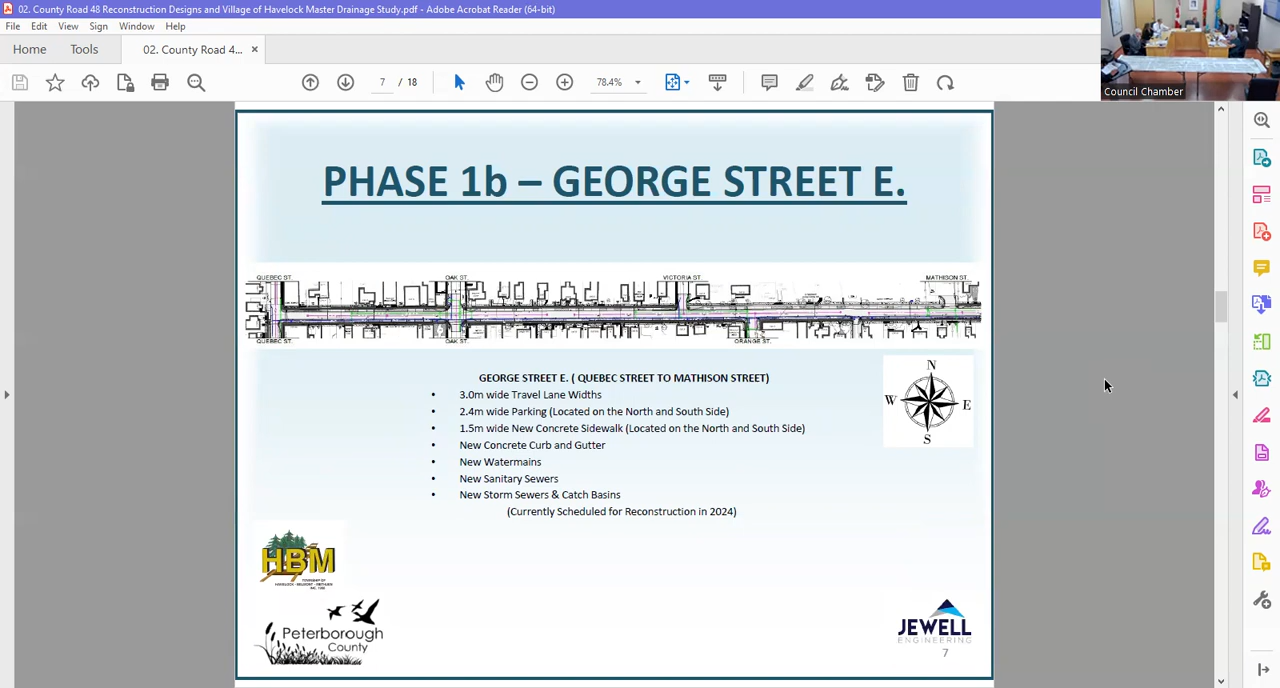 02. County Road 48 Reconstruction Designs and Village of Havelock Master Drainage Study.pdf - Adobe Acrobat Reader (64-bit)
File Edit View Sign Window Help
Home Tools 02. County Road 4... ×
7 / 18 78.4%
Council Chamber
PHASE 1b – GEORGE STREET E.
QUEBEC ST. OAK ST. VICTORIA ST. MATHISON ST.
QUEBEC ST. OAK ST. ORANGE ST.
GEORGE STREET E. ( QUEBEC STREET TO MATHISON STREET)
• 3.0m wide Travel Lane Widths
• 2.4m wide Parking (Located on the North and South Side)
• 1.5m wide New Concrete Sidewalk (Located on the North and South Side)
• New Concrete Curb and Gutter
• New Watermains
• New Sanitary Sewers
• New Storm Sewers & Catch Basins
(Currently Scheduled for Reconstruction in 2024)
N
W E
S
HBM
TOWNSHIP OF
HAVELOCK-BELMONT-METHUEN
Peterborough
County
JEWELL
ENGINEERING
7